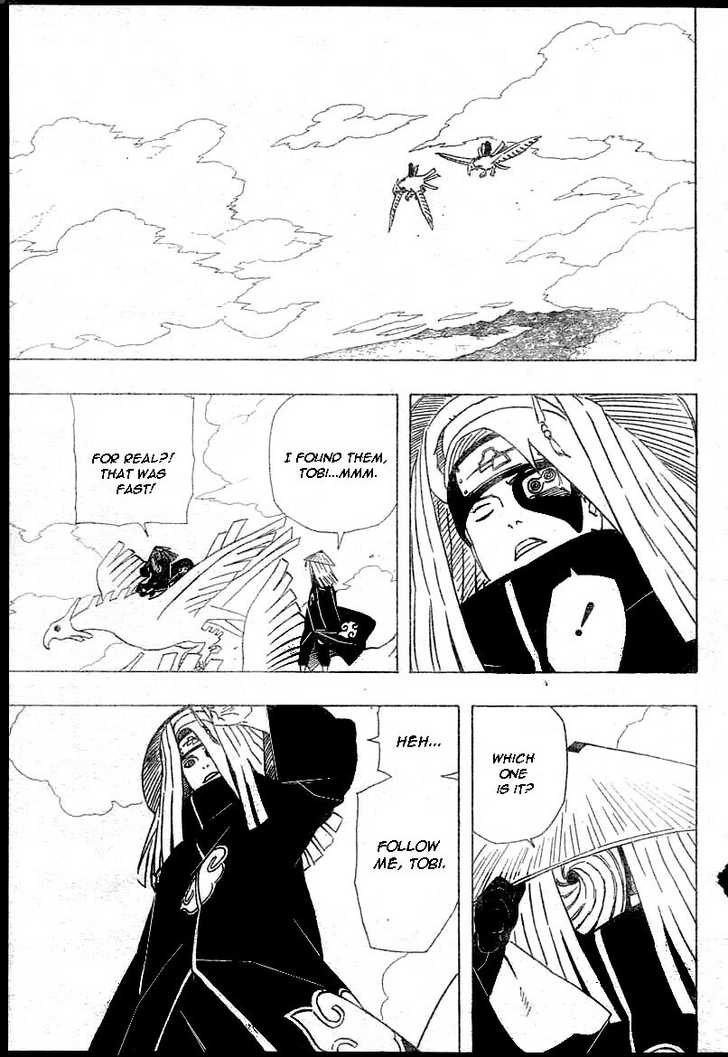 !
I FOUND THEM,
TOBI...MMM.
FOR REAL?!
THAT WAS
FAST!
WHICH
ONE
IS IT?
HEH...
FOLLOW
ME, TOBI.